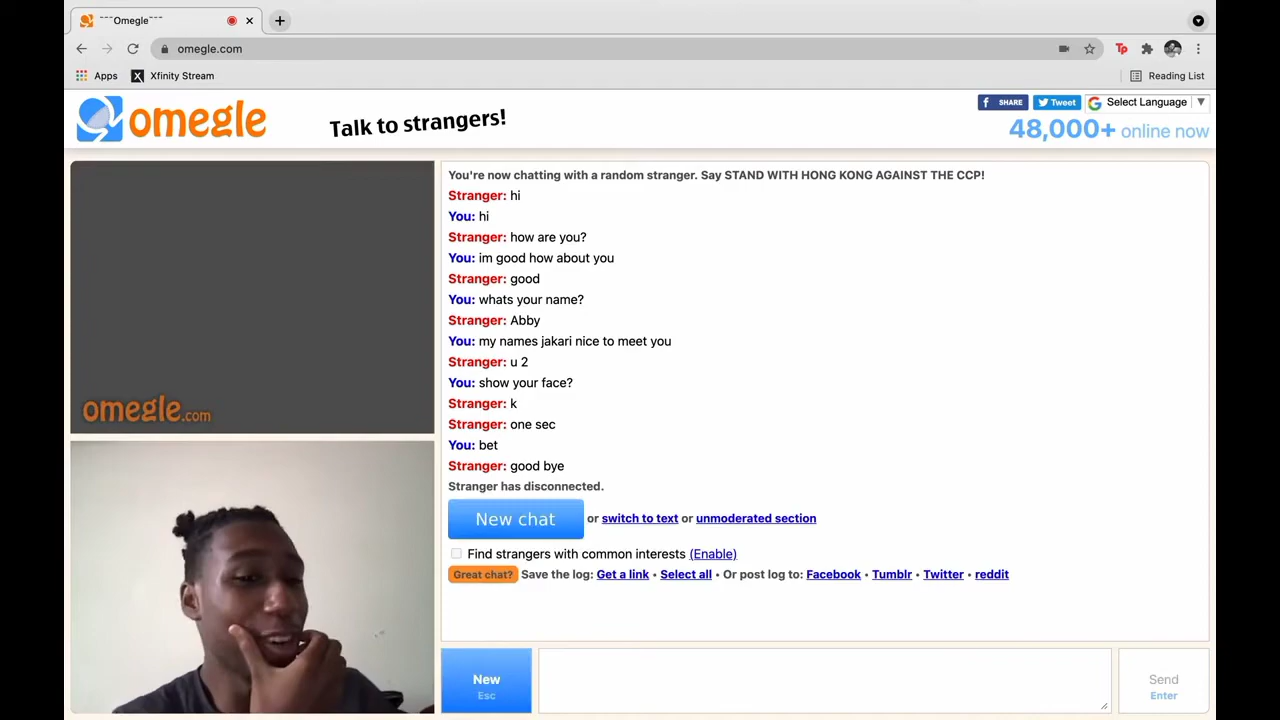 ~~~Omegle~~~
omegle.com
Tp
Apps
Xfinity Stream
Reading List
omegle
Talk to strangers!
f SHARE
Tweet
G Select Language
48,000+ online now
You're now chatting with a random stranger. Say STAND WITH HONG KONG AGAINST THE CCP!
Stranger: hi
You: hi
Stranger: how are you?
You: im good how about you
Stranger: good
You: whats your name?
Stranger: Abby
You: my names jakari nice to meet you
Stranger: u 2
You: show your face?
Stranger: k
Stranger: one sec
You: bet
Stranger: good bye
Stranger has disconnected.
New chat or switch to text or unmoderated section
Find strangers with common interests (Enable)
Great chat? Save the log: Get a link • Select all • Or post log to: Facebook • Tumblr • Twitter • reddit
omegle.com
New
Esc
Send
Enter